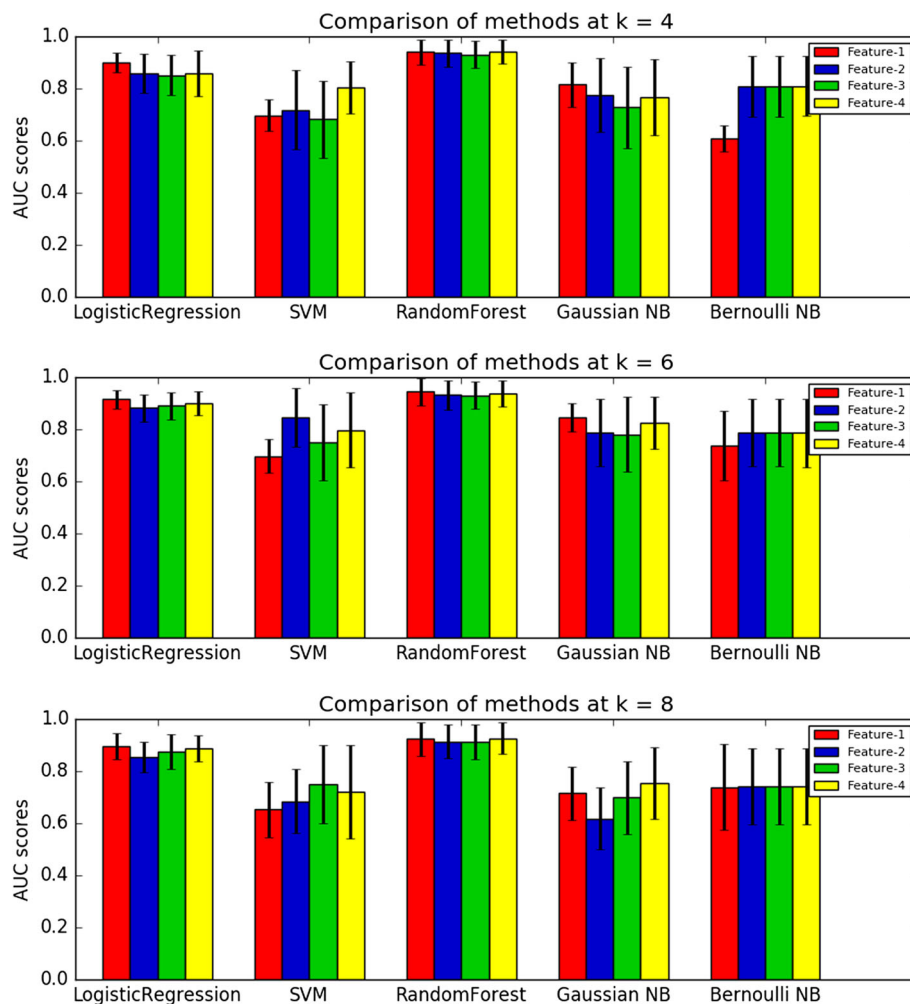 Comparison of methods at k = 4
AUC scores
1.0
0.8
0.6
0.4
0.2
0.0
Feature-1
Feature-2
Feature-3
Feature-4
LogisticRegression SVM RandomForest Gaussian NB Bernoulli NB
Comparison of methods at k = 6
AUC scores
1.0
0.8
0.6
0.4
0.2
0.0
Feature-1
Feature-2
Feature-3
Feature-4
LogisticRegression SVM RandomForest Gaussian NB Bernoulli NB
Comparison of methods at k = 8
AUC scores
1.0
0.8
0.6
0.4
0.2
0.0
Feature-1
Feature-2
Feature-3
Feature-4
LogisticRegression SVM RandomForest Gaussian NB Bernoulli NB